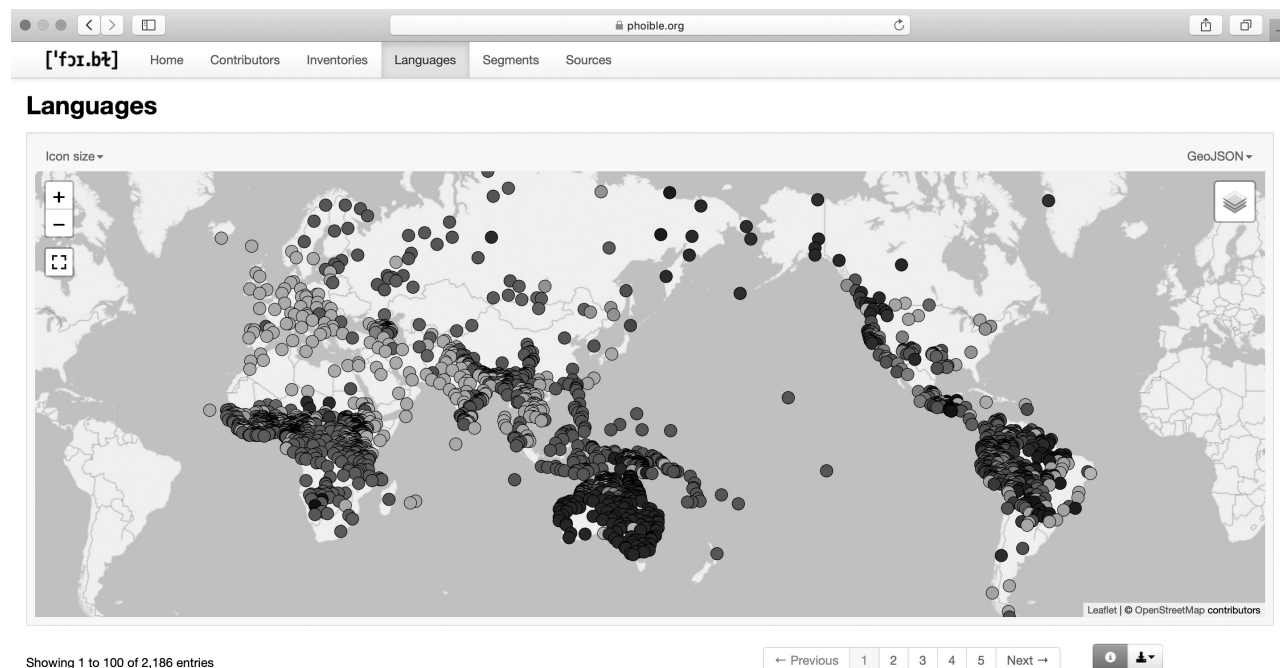 phoible.org
[ˈfɔɪ.bɫ] Home Contributors Inventories Languages Segments Sources
Languages
Icon size GeoJSON
+
−
Leaflet | © OpenStreetMap contributors
Showing 1 to 100 of 2,186 entries ← Previous 1 2 3 4 5 Next →